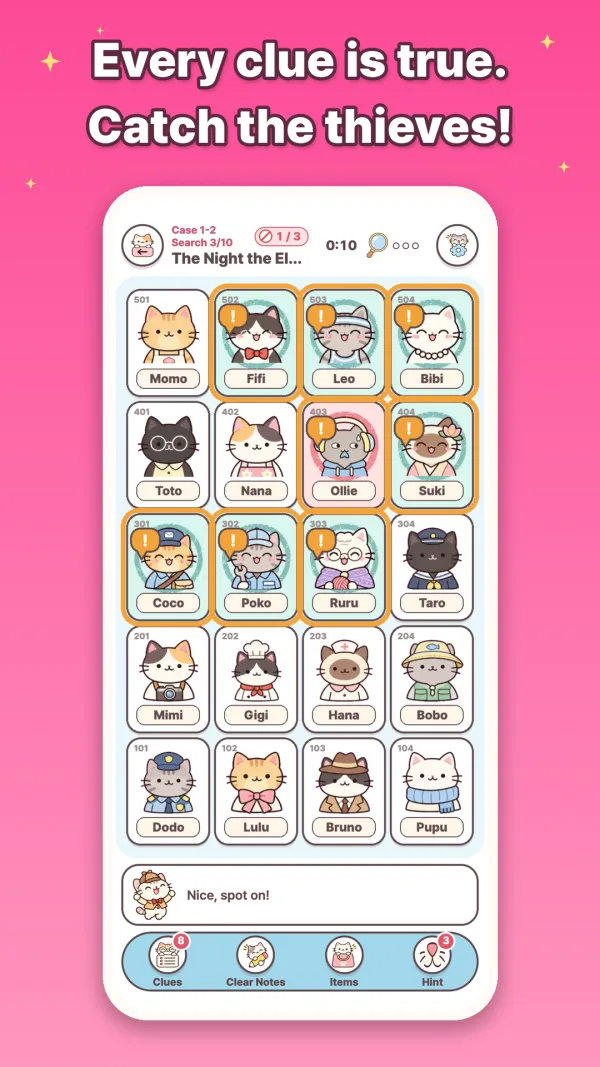 Every clue is true.
Catch the thieves!
Case 1-2
Search 3/10
1 / 3
The Night the El...
0:10
501
502
503
504
!
!
!
Momo
Fifi
Leo
Bibi
401
402
403
404
!
!
Toto
Nana
Ollie
Suki
301
302
303
304
!
!
!
Coco
Poko
Ruru
Taro
201
202
203
204
Mimi
Gigi
Hana
Bobo
101
102
103
104
Dodo
Lulu
Bruno
Pupu
Nice, spot on!
8
3
Clues
Clear Notes
Items
Hint